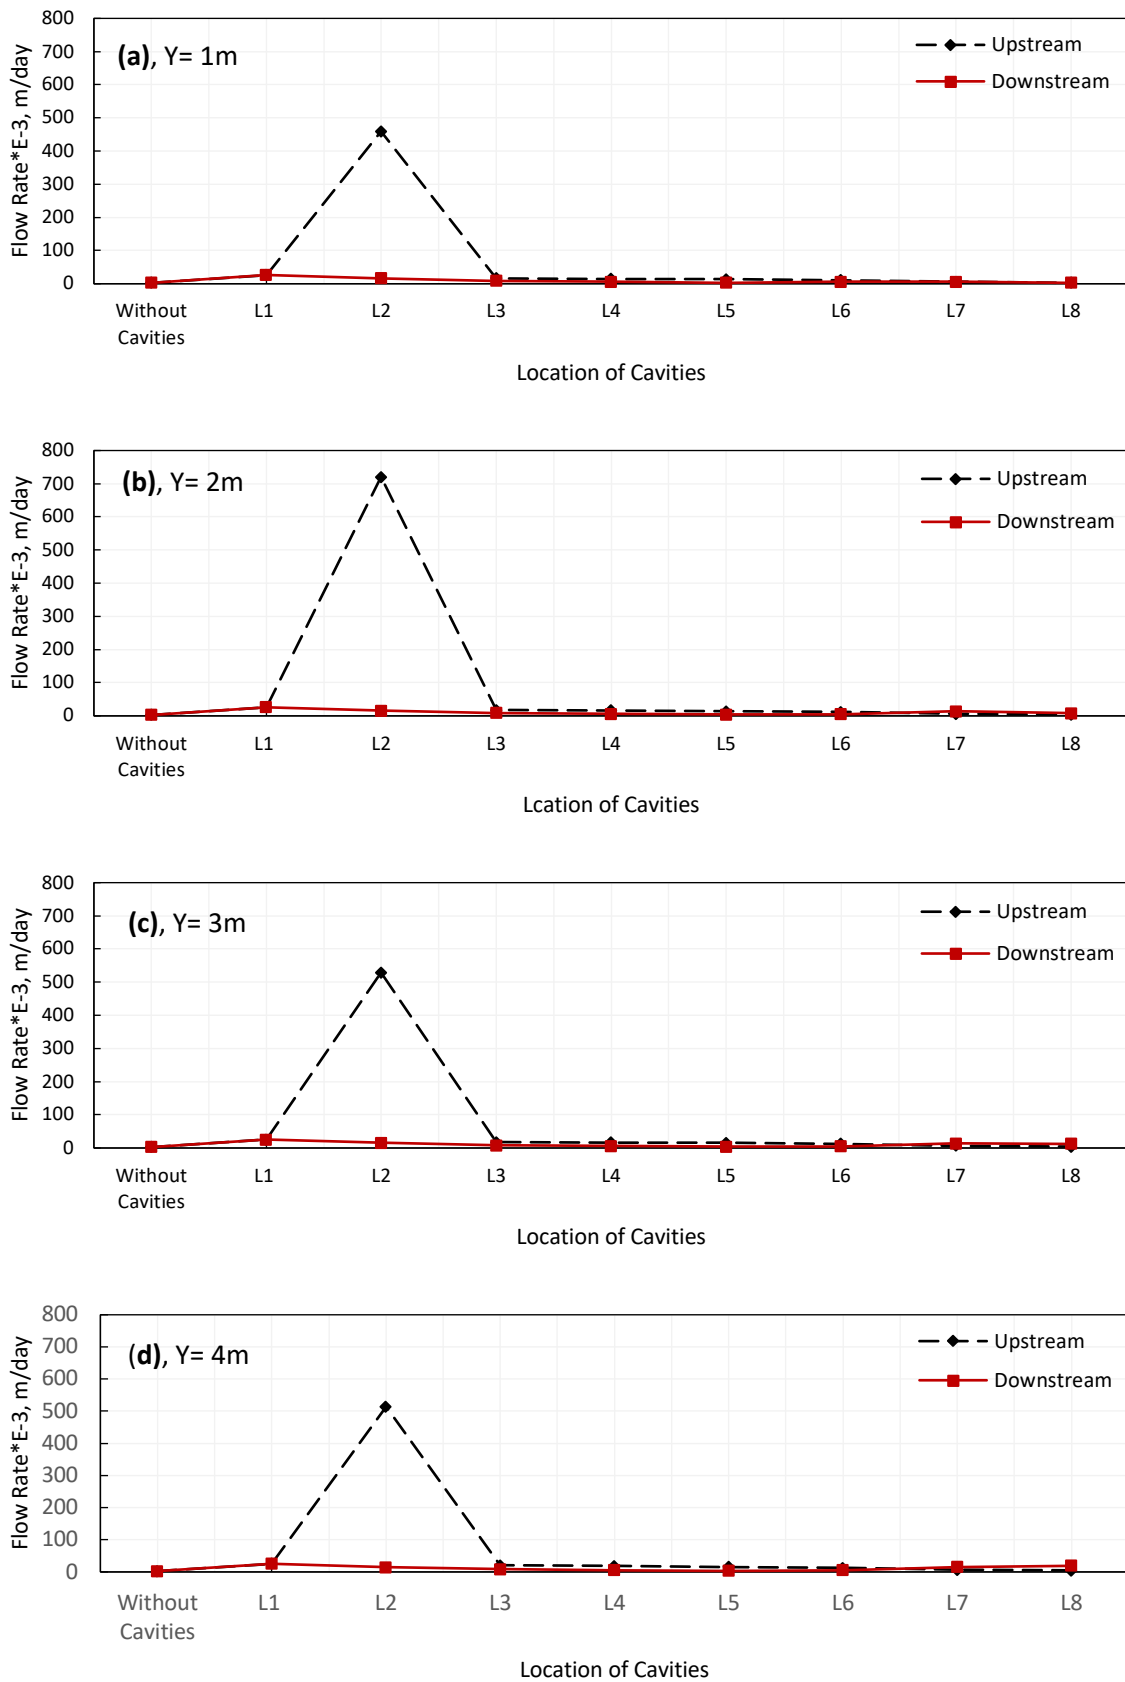 800
700
600
500
400
300
200
100
0
Flow Rate*E-3, m/day
(a), Y= 1m
Upstream
Downstream
Without Cavities L1 L2 L3 L4 L5 L6 L7 L8
Location of Cavities
800
700
600
500
400
300
200
100
0
Flow Rate*E-3, m/day
(b), Y= 2m
Upstream
Downstream
Without Cavities L1 L2 L3 L4 L5 L6 L7 L8
Lcation of Cavities
800
700
600
500
400
300
200
100
0
Flow Rate*E-3, m/day
(c), Y= 3m
Upstream
Downstream
Without Cavities L1 L2 L3 L4 L5 L6 L7 L8
Location of Cavities
800
700
600
500
400
300
200
100
0
Flow Rate*E-3, m/day
(d), Y= 4m
Upstream
Downstream
Without Cavities L1 L2 L3 L4 L5 L6 L7 L8
Location of Cavities